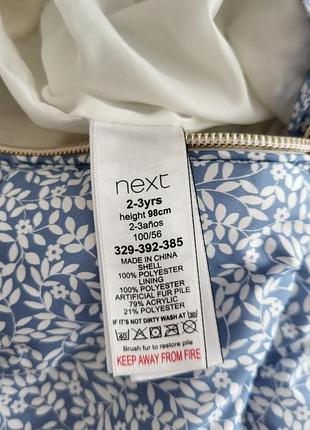 next
2-3yrs
height 98cm
2-3años
100/56
329-392-385
MADE IN CHINA
SHELL
100% POLYESTER
LINING
100% POLYESTER
ARTIFICIAL FUR PILE
79% ACRYLIC
21% POLYESTER
IF IT'S NOT DIRTY WASH AT 30
40
Brush fur to restore pile
KEEP AWAY FROM FIRE